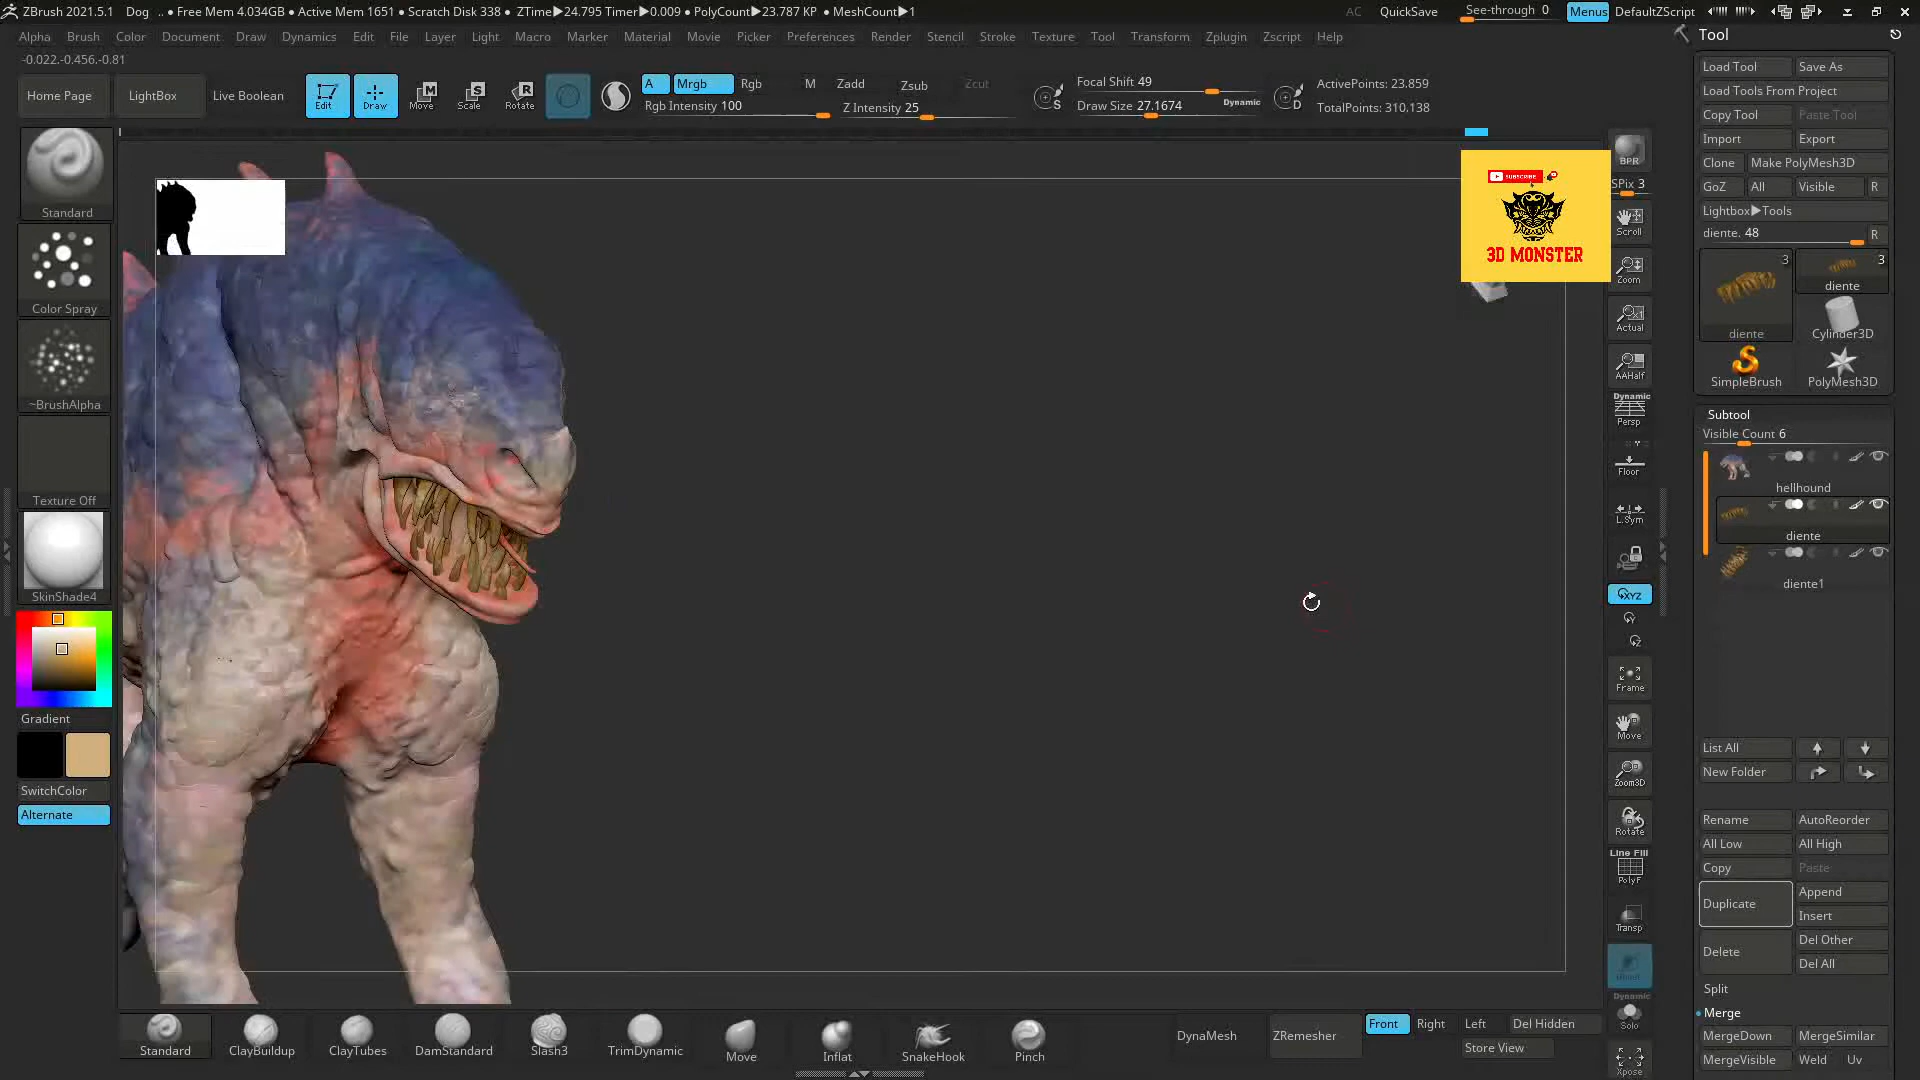 ZBrush 2021.5.1 Dog .. • Free Mem 4.034GB • Active Mem 1651 • Scratch Disk 338 • ZTime▶24.795 Timer▶0.009 • PolyCount▶23.787 KP • MeshCount▶1 AC QuickSave See-through 0 Menus DefaultZScript
Alpha Brush Color Document Draw Dynamics Edit File Layer Light Macro Marker Material Movie Picker Preferences Render Stencil Stroke Texture Tool Transform Zplugin Zscript Help
-0.022.-0.456.-0.81
Home Page LightBox Live Boolean Edit Draw Move Scale Rotate
A Mrgb Rgb M Zadd Zsub Zcut
Rgb Intensity 100 Z Intensity 25
Focal Shift 49
Draw Size 27.1674 Dynamic
S D
ActivePoints: 23.859
TotalPoints: 310.138
Standard
Color Spray
~BrushAlpha
Texture Off
SkinShade4
Gradient
SwitchColor
Alternate
SUBSCRIBE
3D MONSTER
BPR
SPix 3
Scroll
Zoom
Actual
AAHalf
Dynamic
Persp
Floor
L.Sym
XYZ
Y
Z
Frame
Move
Zoom3D
Rotate
Line Fill
PolyF
Transp
Dynamic
Solo
Xpose
Tool
Load Tool Save As
Load Tools From Project
Copy Tool Paste Tool
Import Export
Clone Make PolyMesh3D
GoZ All Visible R
Lightbox▶Tools
diente. 48 R
3 3
diente
diente Cylinder3D
SimpleBrush PolyMesh3D
Subtool
Visible Count 6
hellhound
diente
diente1
List All
New Folder
Rename AutoReorder
All Low All High
Copy Paste
Duplicate Append
Insert
Delete Del Other
Del All
Split
Merge
MergeDown MergeSimilar
MergeVisible Weld Uv
Standard ClayBuildup ClayTubes DamStandard Slash3 TrimDynamic Move Inflat SnakeHook Pinch
DynaMesh ZRemesher Front Right Left Del Hidden
Store View